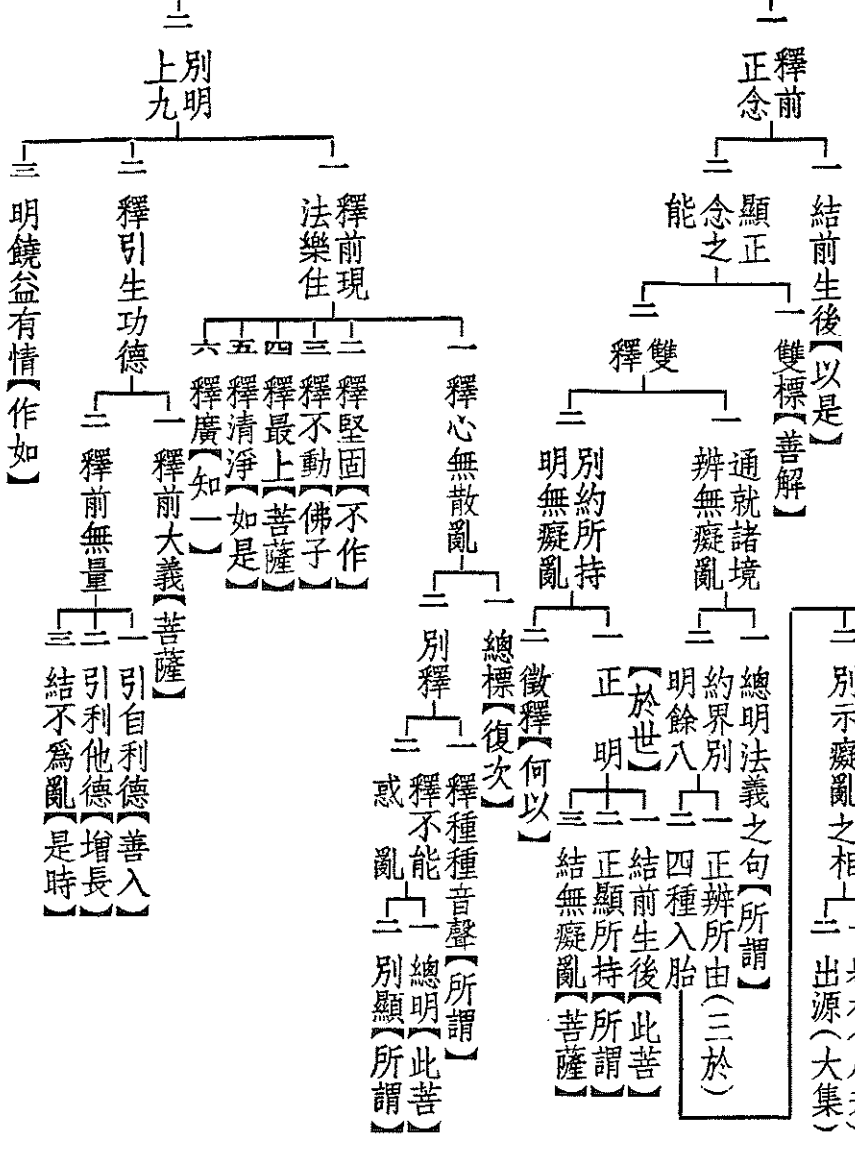 一 釋前正念
一 結前生後【以是】
二 顯正念之能
一 雙標【善解】
二 雙釋
一 通就諸境辨無癡亂
一 總明法義之句【所謂】
二 約界別明餘八【於世】
一 正辨所由(三於)
二 四種入胎
二 別示癡亂之相
二 出源(大集)
二 別約所持明無癡亂
一 正明
一 結前生後【此菩】
二 正顯所持【所謂】
三 結無癡亂【菩薩】
二 徵釋【何以】
二 別明上九
一 釋前現法樂住
一 釋心無散亂
一 總標【復次】
二 別釋
一 釋種種音聲【所謂】
二 釋不能惑亂
一 總明【此菩】
二 別顯【所謂】
二 釋堅固【不作】
三 釋不動【佛子】
四 釋最上【菩薩】
五 釋清淨【如是】
六 釋廣【知一】
二 釋引生功德
一 釋前大義【菩薩】
二 釋前無量
一 引自利德【善入】
二 引利他德【增長】
三 結不爲亂【是時】
三 明饒益有情【作如】